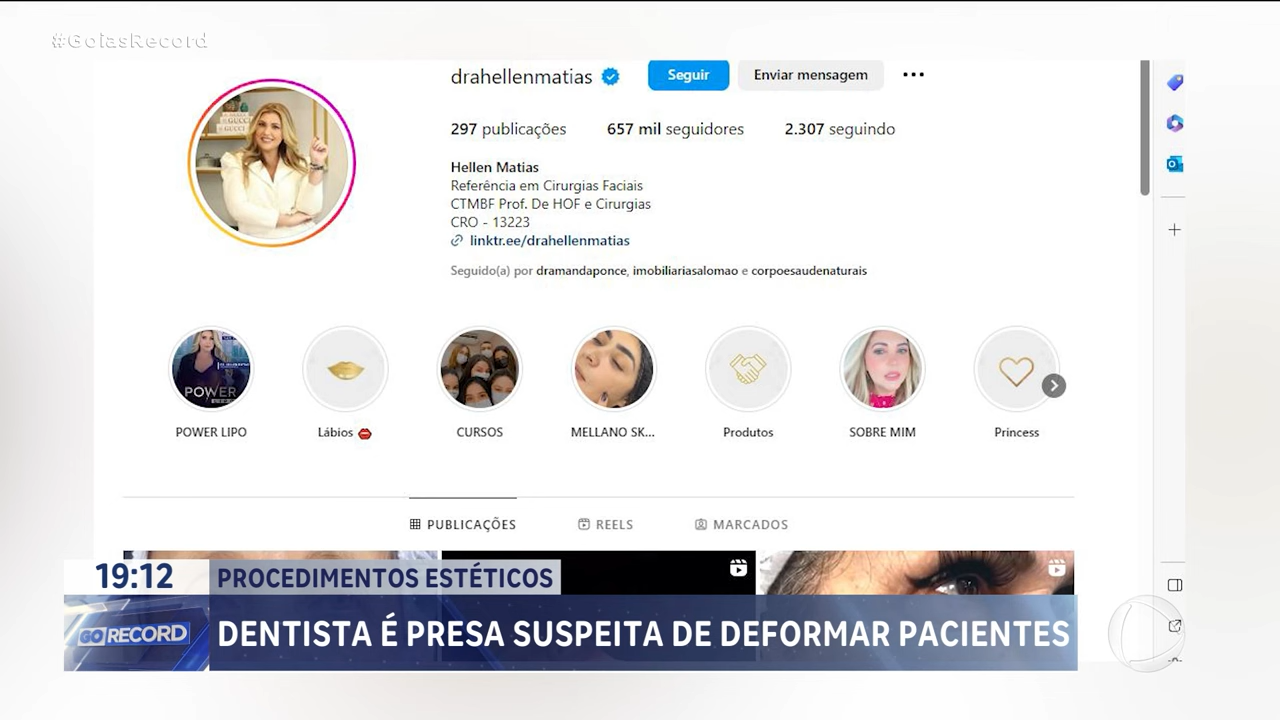 #GoiasRecord
drahellenmatias
Seguir
Enviar mensagem
297 publicações
657 mil seguidores
2.307 seguindo
Hellen Matias
Referência em Cirurgias Faciais
CTMBF Prof. De HOF e Cirurgias
CRO - 13223
linktr.ee/drahellenmatias
Seguido(a) por dramandaponce, imobiliariasalomao e corpoesaudenaturais
GUCCI
GUCCI
POWER
POWER LIPO
Lábios
CURSOS
MELLANO SK...
Produtos
SOBRE MIM
Princess
PUBLICAÇÕES
REELS
MARCADOS
19:12
PROCEDIMENTOS ESTÉTICOS
GO RECORD
DENTISTA É PRESA SUSPEITA DE DEFORMAR PACIENTES